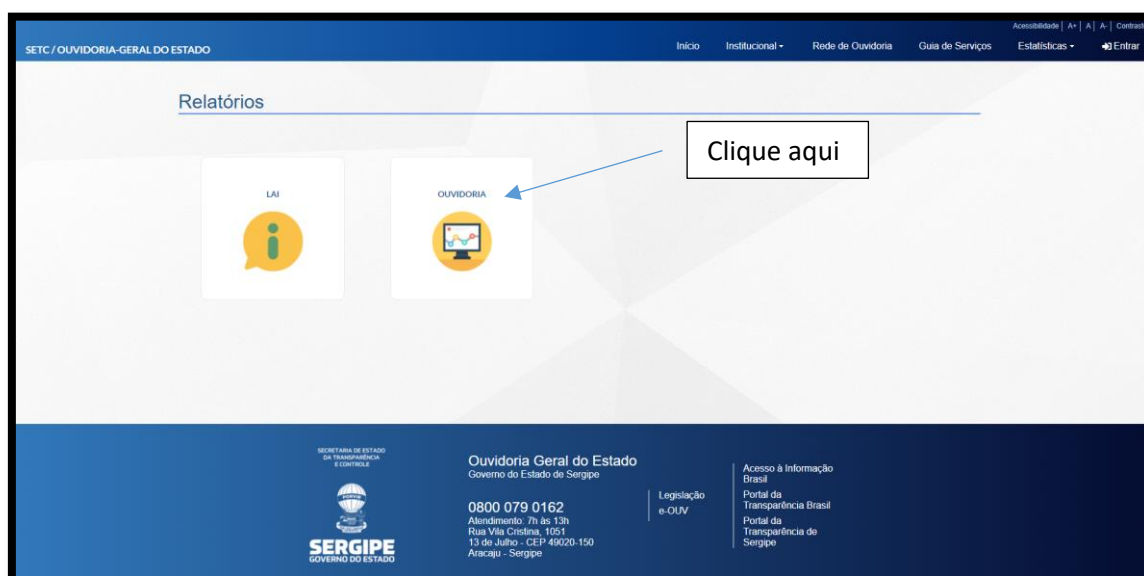 Acessibilidade | A+ | A | A- | Contraste
SETC / OUVIDORIA-GERAL DO ESTADO
Início Institucional Rede de Ouvidoria Guia de Serviços Estatísticas Entrar
Relatórios
Clique aqui
LAI
OUVIDORIA
SECRETARIA DE ESTADO
DA TRANSPARÊNCIA
E CONTROLE
SERGIPE
GOVERNO DO ESTADO
Ouvidoria Geral do Estado
Governo do Estado de Sergipe
0800 079 0162
Atendimento: 7h às 13h
Rua Vila Cristina, 1051
13 de Julho - CEP 49020-150
Aracaju - Sergipe
Legislação
e-OUV
Acesso à Informação
Brasil
Portal da
Transparência Brasil
Portal da
Transparência de
Sergipe